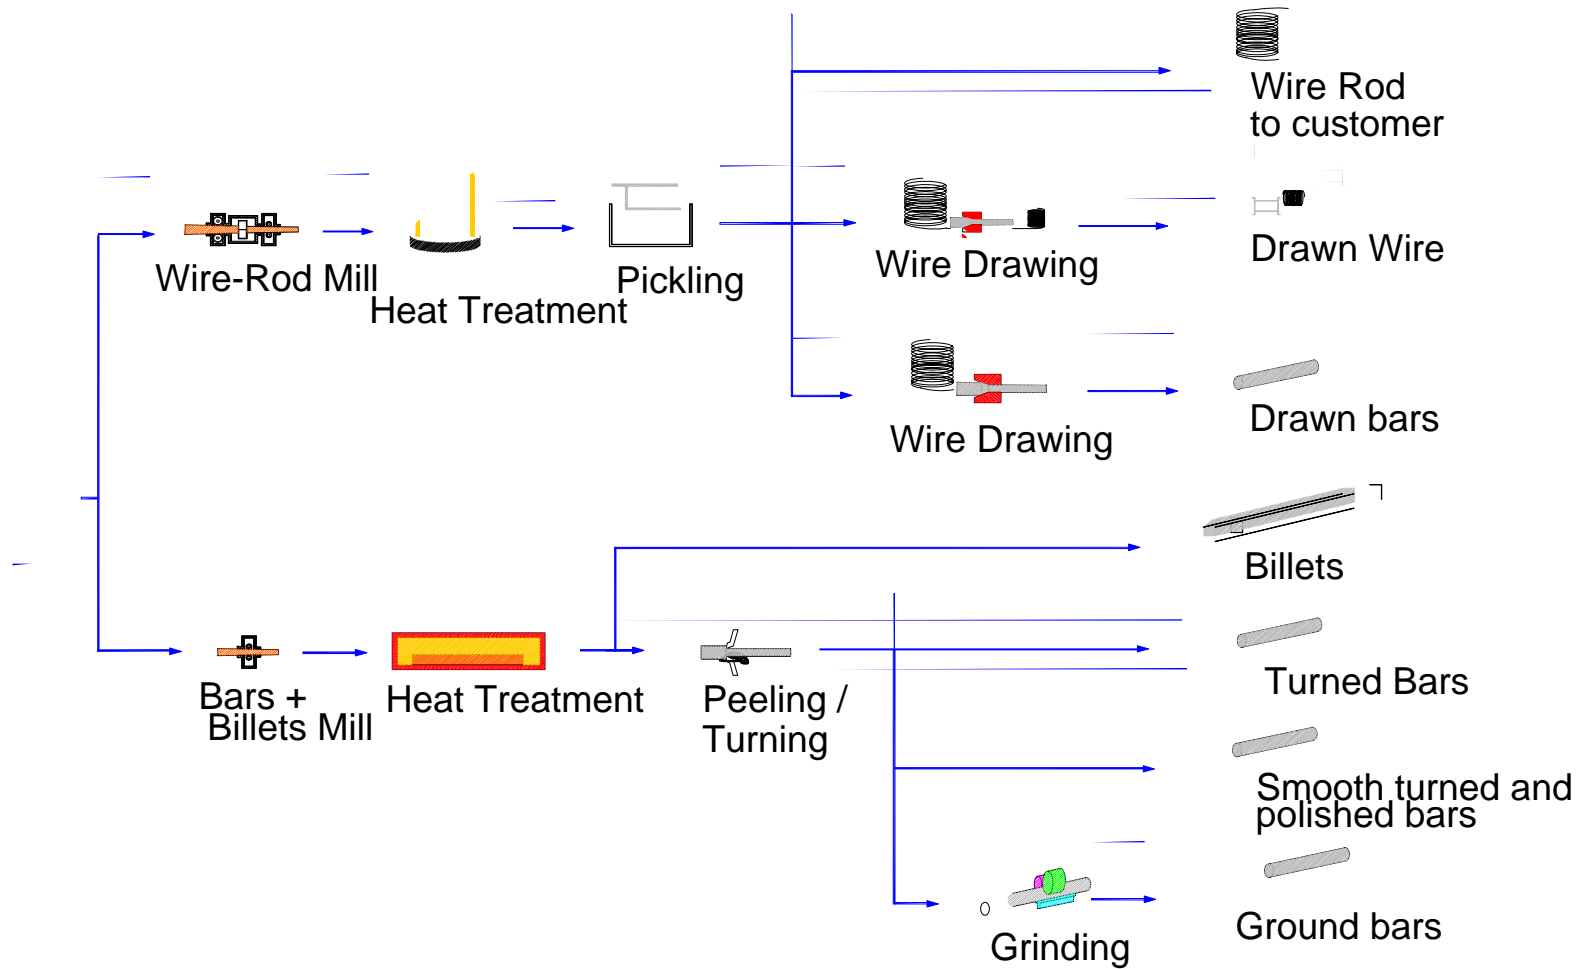 Wire Rod
to customer
Wire-Rod Mill
Heat Treatment
Pickling
Wire Drawing
Drawn Wire
Wire Drawing
Drawn bars
Billets
Bars +
Billets Mill
Heat Treatment
Peeling /
Turning
Turned Bars
Smooth turned and
polished bars
Grinding
Ground bars